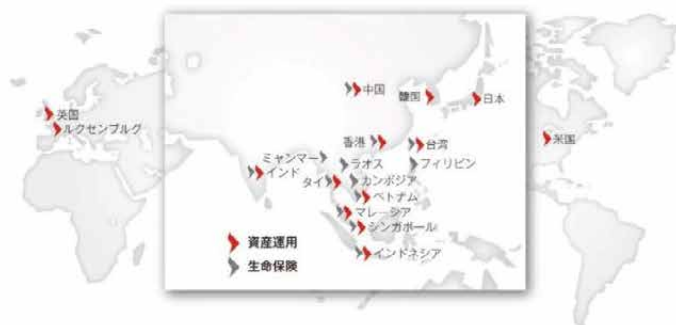 英国
ルクセンブルグ
中国
韓国
日本
米国
香港
台湾
ミャンマー
ラオス
フィリピン
インド
タイ
カンボジア
ベトナム
マレーシア
シンガポール
インドネシア
資産運用
生命保険